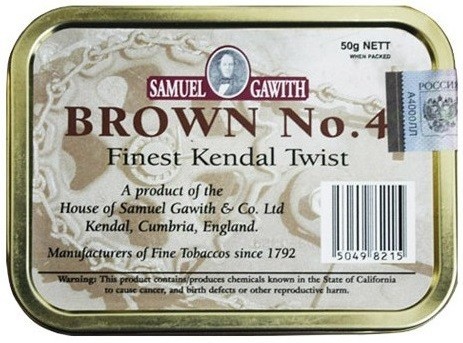 50g NETT
WHEN PACKED
SAMUEL GAWITH
BROWN No.4
Finest Kendal Twist
A product of the
House of Samuel Gawith & Co. Ltd
Kendal, Cumbria, England.
Manufacturers of Fine Tobaccos since 1792
5049 8215
Warning: This product contains/produces chemicals known in the State of California
to cause cancer, and birth defects or other reproductive harm.
РОССИЯ